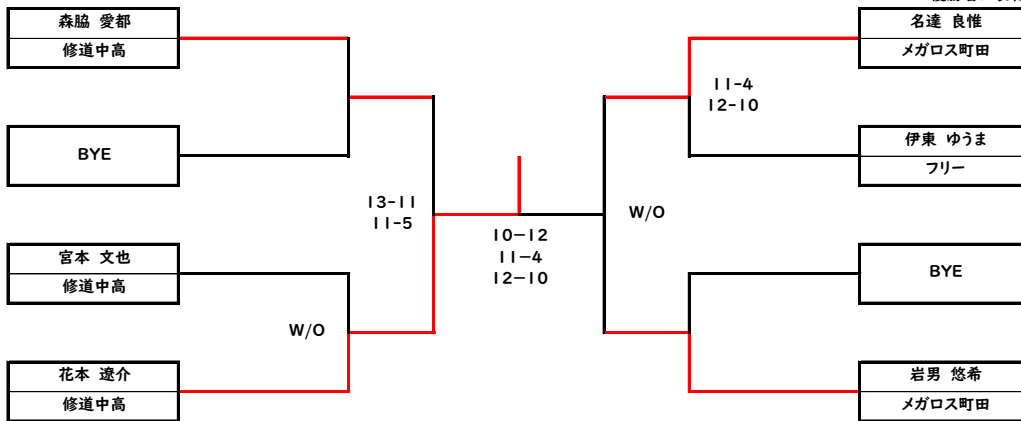 森脇 愛都
修道中高
BYE
宮本 文也
修道中高
花本 遼介
修道中高
W/O
13-11
11-5
10−12
11−4
12−10
W/O
11-4
12-10
名達 良惟
メガロス町田
伊東 ゆうま
フリー
BYE
岩男 悠希
メガロス町田